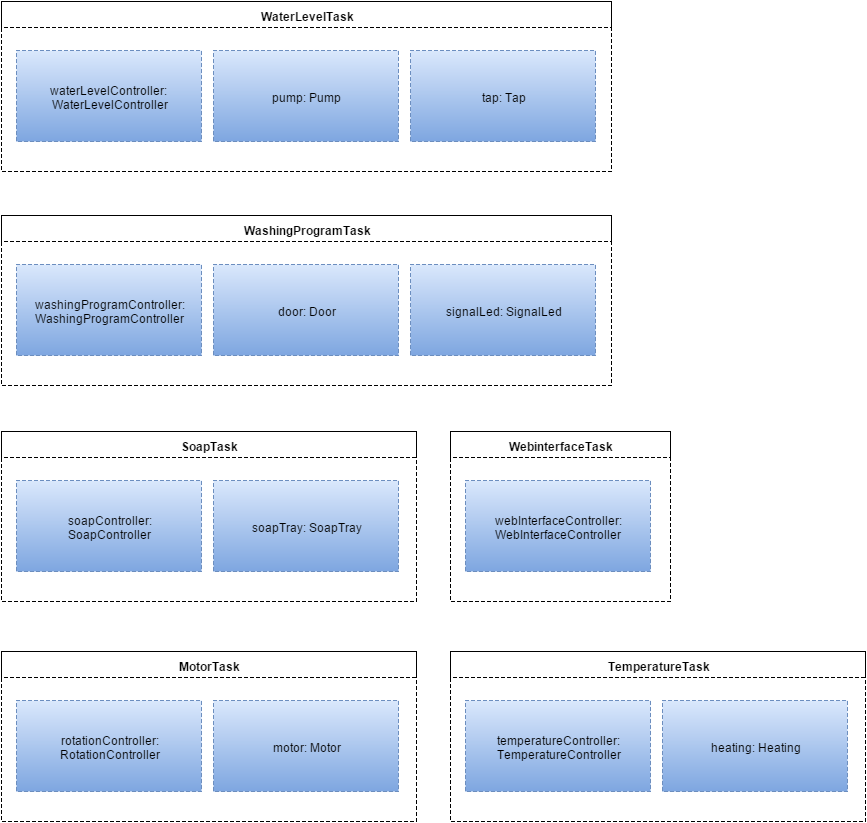 WaterLevelTask
waterLevelController:
WaterLevelController
pump: Pump
tap: Tap
WashingProgramTask
washingProgramController:
WashingProgramController
door: Door
signalLed: SignalLed
SoapTask
soapController:
SoapController
soapTray: SoapTray
WebinterfaceTask
webInterfaceController:
WebInterfaceController
MotorTask
rotationController:
RotationController
motor: Motor
TemperatureTask
temperatureController:
TemperatureController
heating: Heating